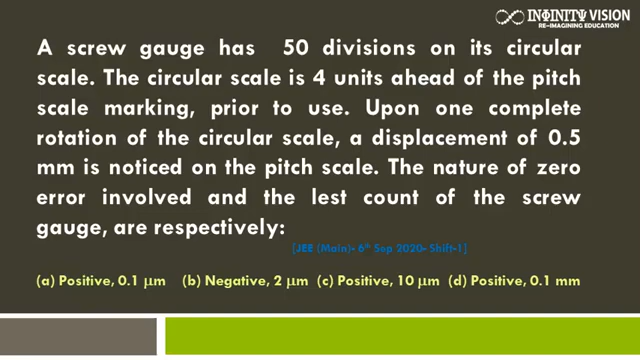 INFINITY VISION
RE-IMAGINING EDUCATION
A screw gauge has 50 divisions on its circular
scale. The circular scale is 4 units ahead of the pitch
scale marking, prior to use. Upon one complete
rotation of the circular scale, a displacement of 0.5
mm is noticed on the pitch scale. The nature of zero
error involved and the lest count of the screw
gauge, are respectively:
[JEE (Main)- 6th Sep 2020- Shift-1]
(a) Positive, 0.1 μm (b) Negative, 2 μm (c) Positive, 10 μm (d) Positive, 0.1 mm